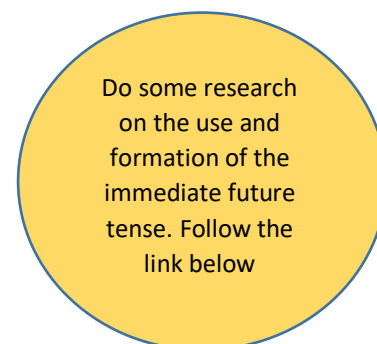 Do some research
on the use and
formation of the
immediate future
tense. Follow the
link below